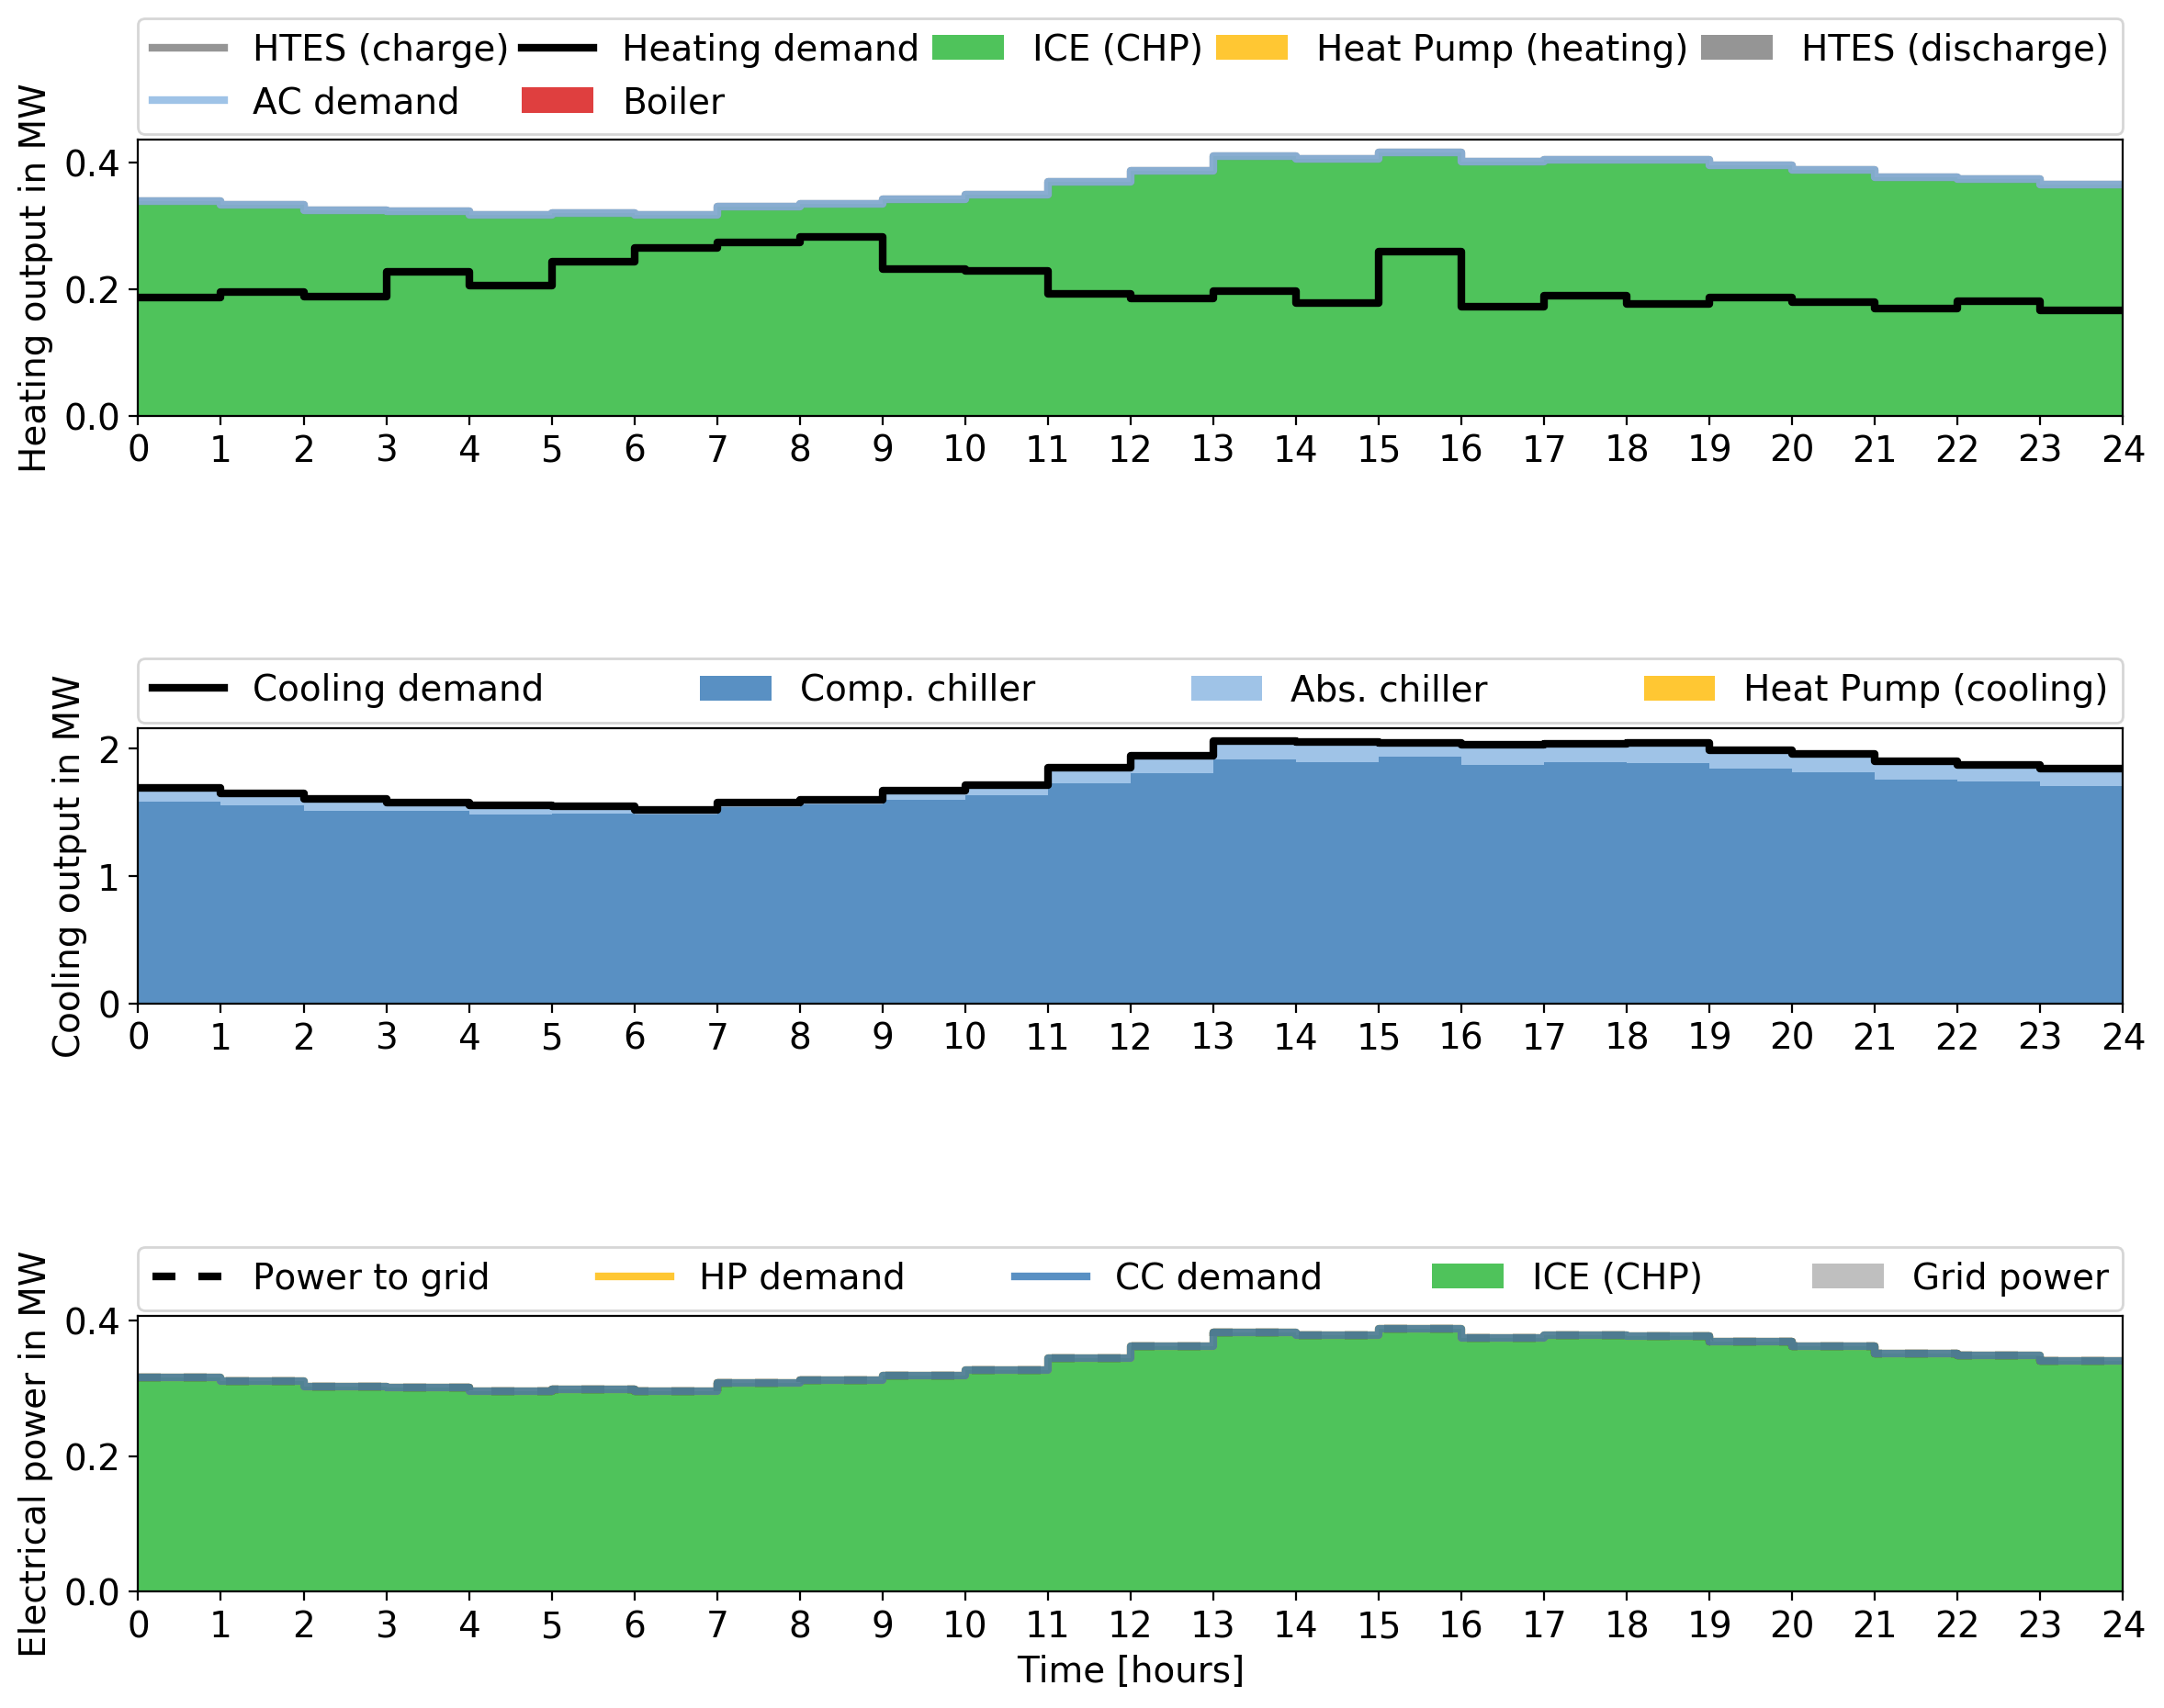 HTES (charge) Heating demand ICE (CHP) Heat Pump (heating) HTES (discharge)
AC demand Boiler
Heating output in MW
0.4
0.2
0.0
0 1 2 3 4 5 6 7 8 9 10 11 12 13 14 15 16 17 18 19 20 21 22 23 24
Cooling demand Comp. chiller Abs. chiller Heat Pump (cooling)
Cooling output in MW
2
1
0
0 1 2 3 4 5 6 7 8 9 10 11 12 13 14 15 16 17 18 19 20 21 22 23 24
Power to grid HP demand CC demand ICE (CHP) Grid power
Electrical power in MW
0.4
0.2
0.0
0 1 2 3 4 5 6 7 8 9 10 11 12 13 14 15 16 17 18 19 20 21 22 23 24
Time [hours]